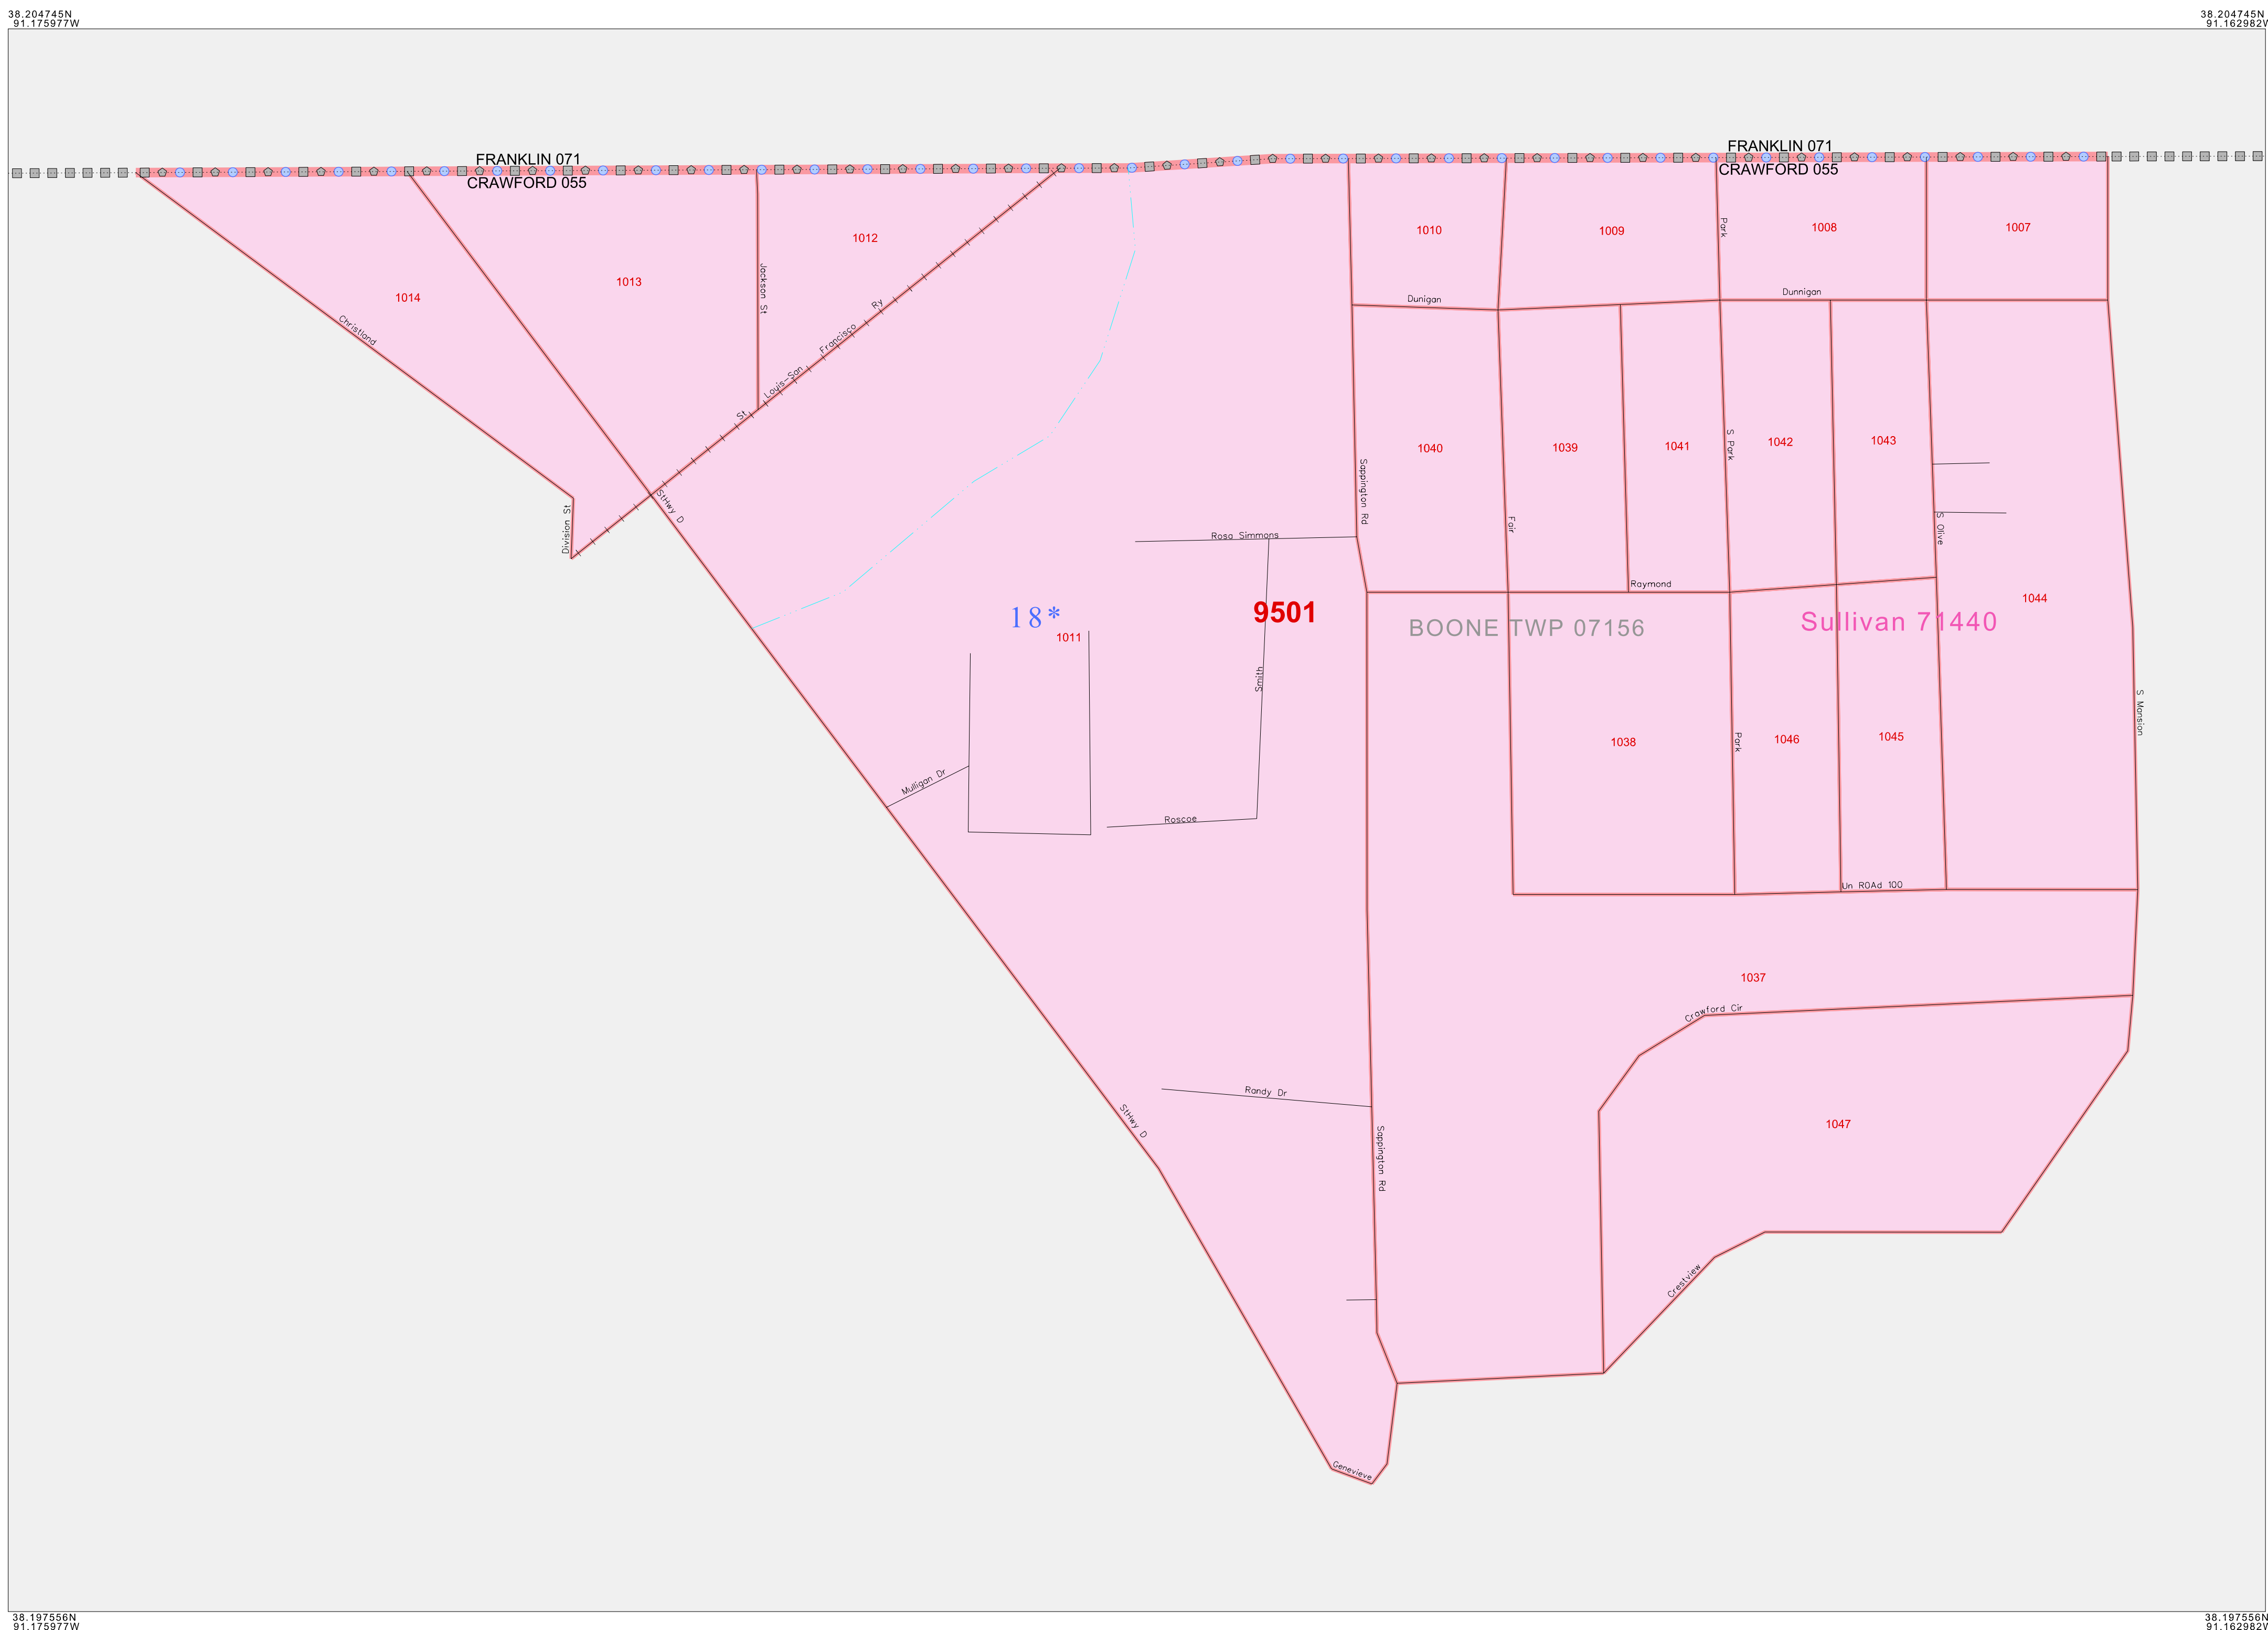 38.204745N
91.175977W
38.204745N
91.162982W
FRANKLIN 071
CRAWFORD 055
FRANKLIN 071
CRAWFORD 055
1010
1009
Park
1008
1007
1012
Jackson St
1013
1014
Christland
St Louis-San Francisco Ry
Dunigan
Dunnigan
1040
1039
1041
S Park
1042
1043
Sappington Rd
StHwy D
Division St
Fair
S Olive
Rosa Simmons
Raymond
1044
18*
9501
BOONE TWP 07156
Sullivan 71440
1011
Smith
S Mansion
1038
Park
1046
1045
Mulligan Dr
Roscoe
Un R0Ad 100
1037
Crawford Cir
Randy Dr
StHwy D
Sappington Rd
1047
Crestview
Genevieve
38.197556N
91.175977W
38.197556N
91.162982W